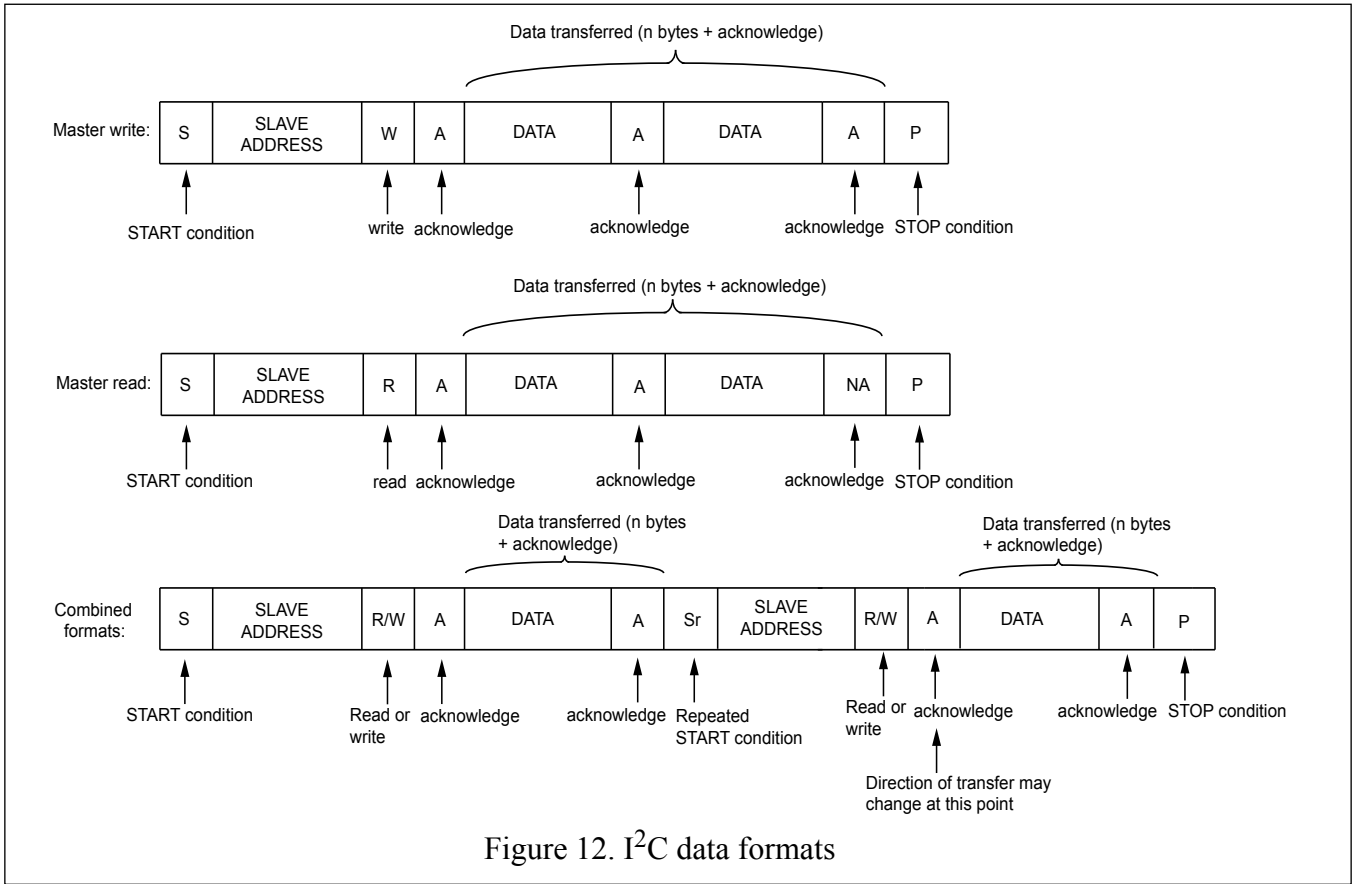 Data transferred (n bytes + acknowledge)
Master write: S SLAVE ADDRESS W A DATA A DATA A P
START condition write acknowledge acknowledge acknowledge STOP condition
Data transferred (n bytes + acknowledge)
Master read: S SLAVE ADDRESS R A DATA A DATA NA P
START condition read acknowledge acknowledge acknowledge STOP condition
Data transferred (n bytes
+ acknowledge)
Data transferred (n bytes
+ acknowledge)
Combined
formats:
S SLAVE ADDRESS R/W A DATA A Sr SLAVE ADDRESS R/W A DATA A P
START condition
Read or
write
acknowledge
acknowledge
Repeated
START condition
Read or
write
acknowledge
acknowledge
STOP condition
Direction of transfer may
change at this point
Figure 12. I²C data formats